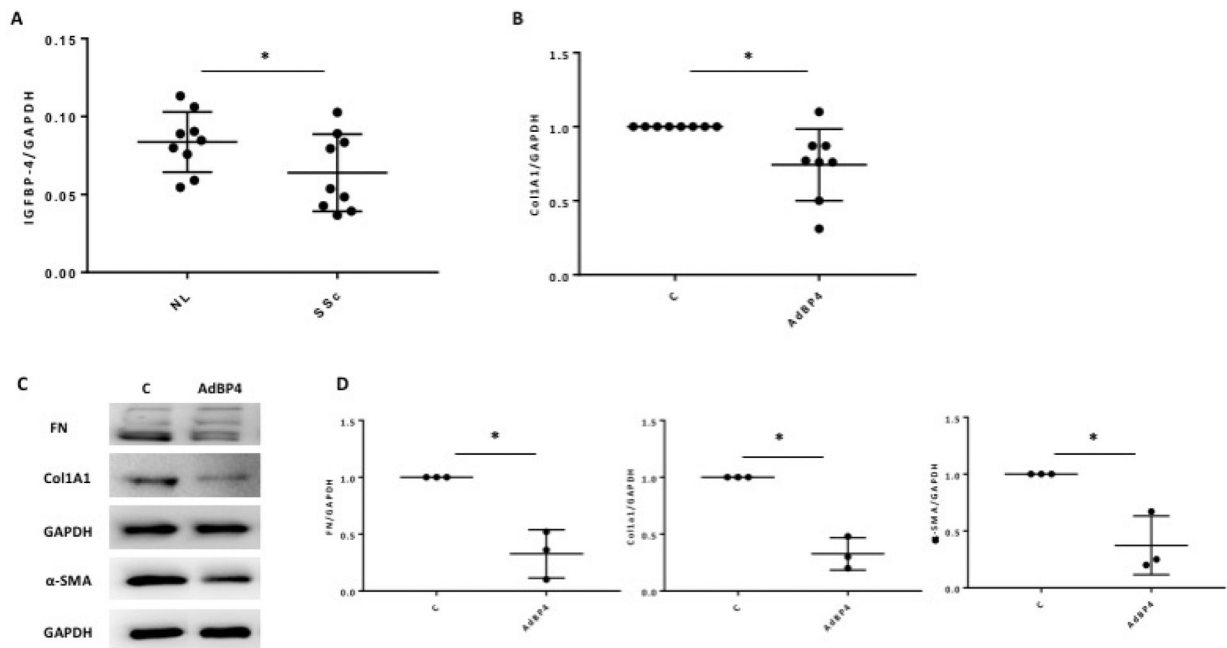 A
IGFBP-4/GAPDH
0.15
0.10
0.05
0.00
*
NL
SSc
B
Col1A1/GAPDH
1.5
1.0
0.5
0.0
*
C
AdBP4
C
C AdBP4
FN
Col1A1
GAPDH
α-SMA
GAPDH
D
FN/GAPDH
1.5
1.0
0.5
0.0
*
C
AdBP4
Col1a1/GAPDH
1.5
1.0
0.5
0.0
*
C
AdBP4
-SMA/GAPDH
1.5
1.0
0.5
0.0
*
C
AdBP4